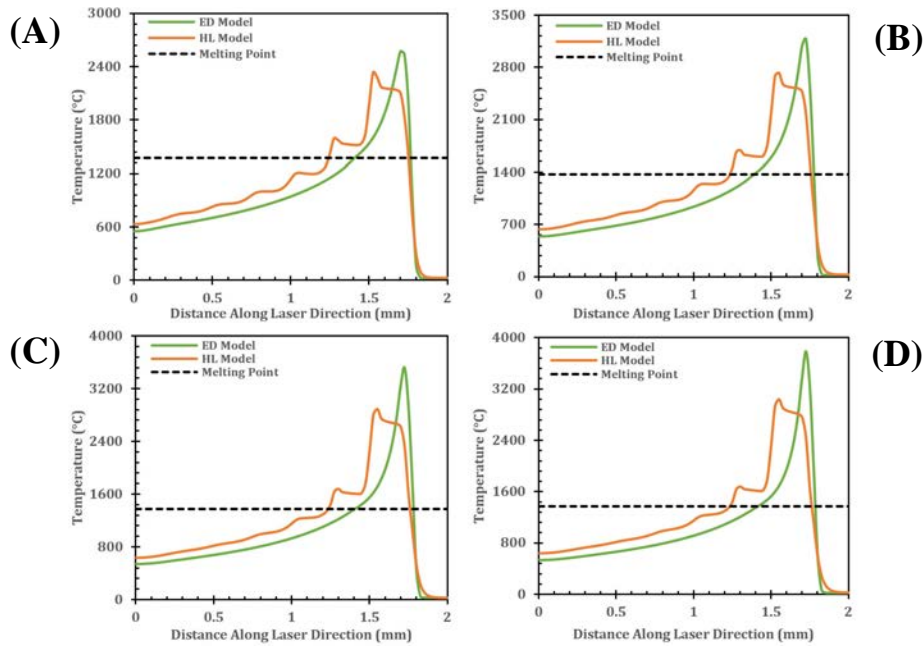 (A)
ED Model
HL Model
Melting Point
3000
2400
1800
1200
600
0
Temperature (°C)
0 0.5 1 1.5 2
Distance Along Laser Direction (mm)
(B)
ED Model
HL Model
Melting Point
3500
2800
2100
1400
700
0
Temperature (°C)
0 0.5 1 1.5 2
Distance Along Laser Direction (mm)
(C)
ED Model
HL Model
Melting Point
4000
3200
2400
1600
800
0
Temperature (°C)
0 0.5 1 1.5 2
Distance Along Laser Direction (mm)
(D)
ED Model
HL Model
Melting Point
4000
3200
2400
1600
800
0
Temperature (°C)
0 0.5 1 1.5 2
Distance Along Laser Direction (mm)